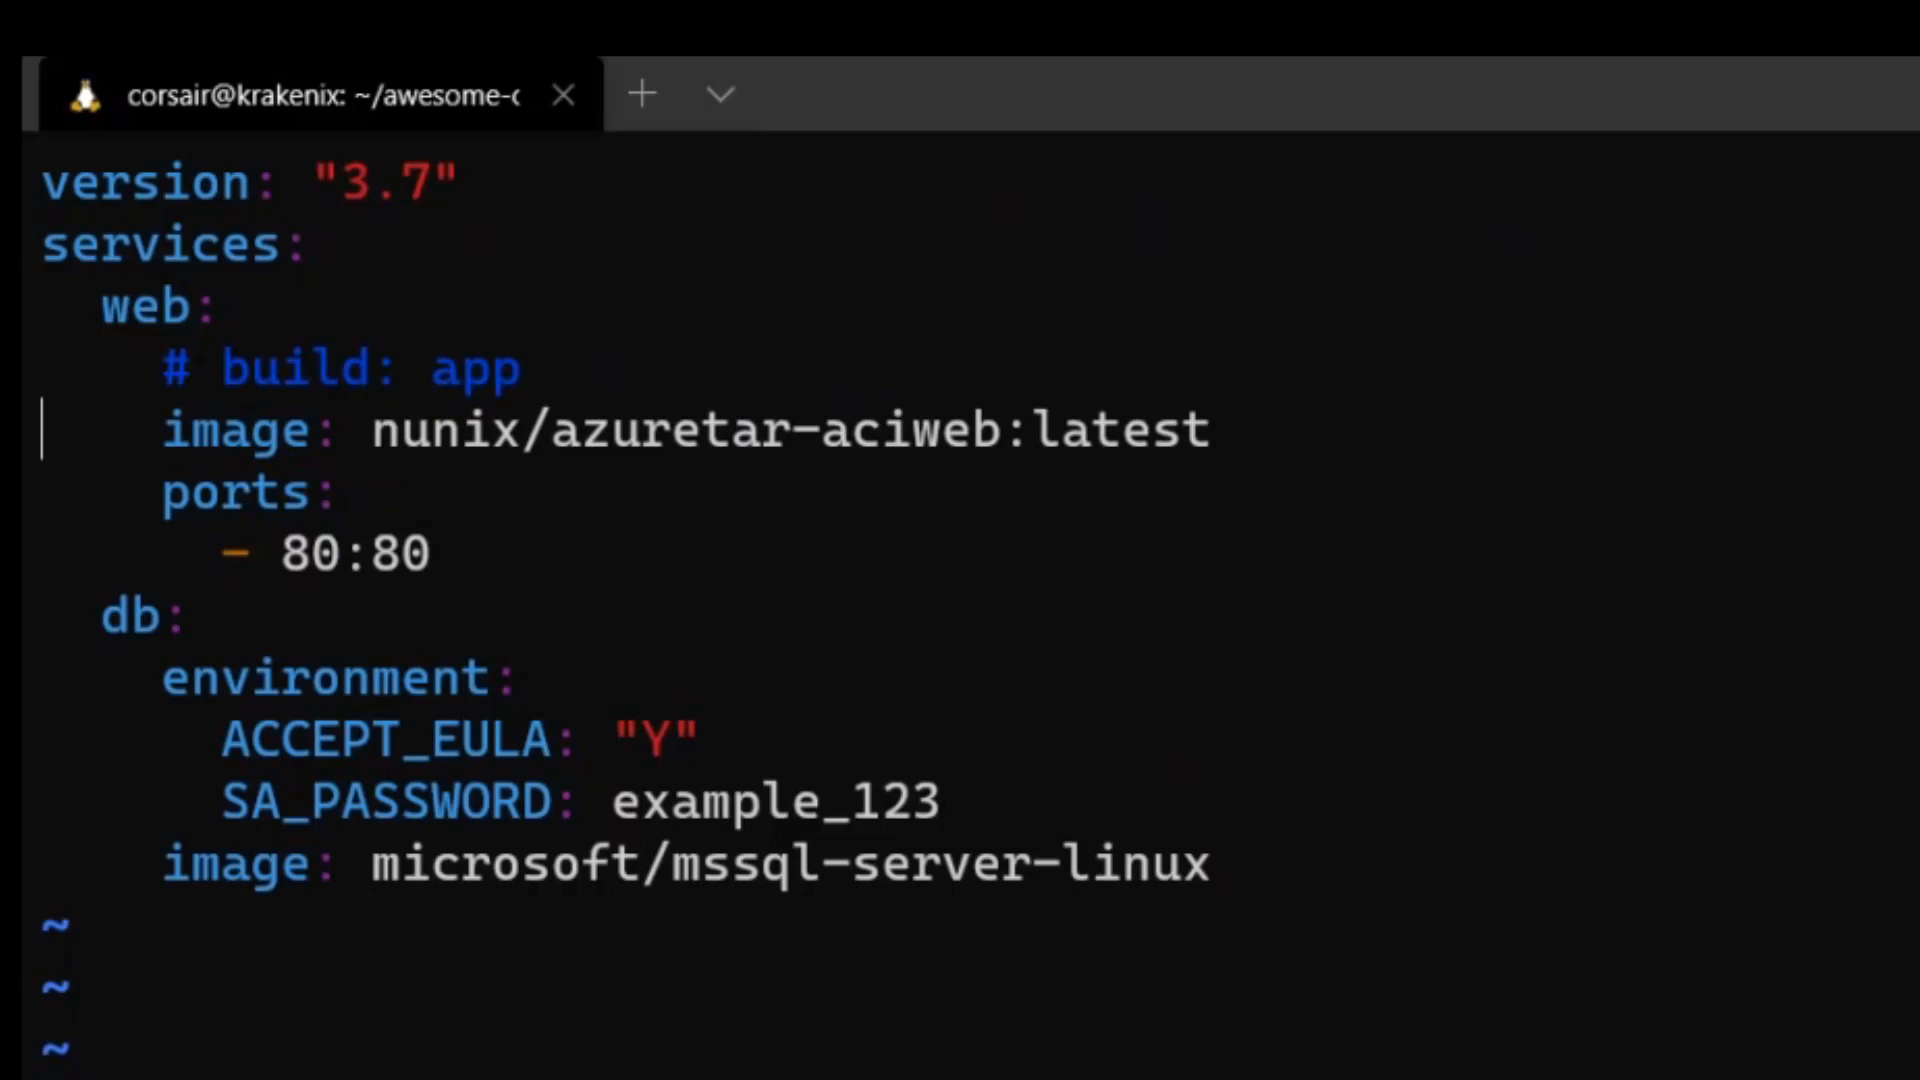 corsair@krakenix: ~/awesome-c
version: "3.7"
services:
  web:
    # build: app
    image: nunix/azuretar-aciweb:latest
    ports:
      - 80:80
  db:
    environment:
      ACCEPT_EULA: "Y"
      SA_PASSWORD: example_123
    image: microsoft/mssql-server-linux
~
~
~